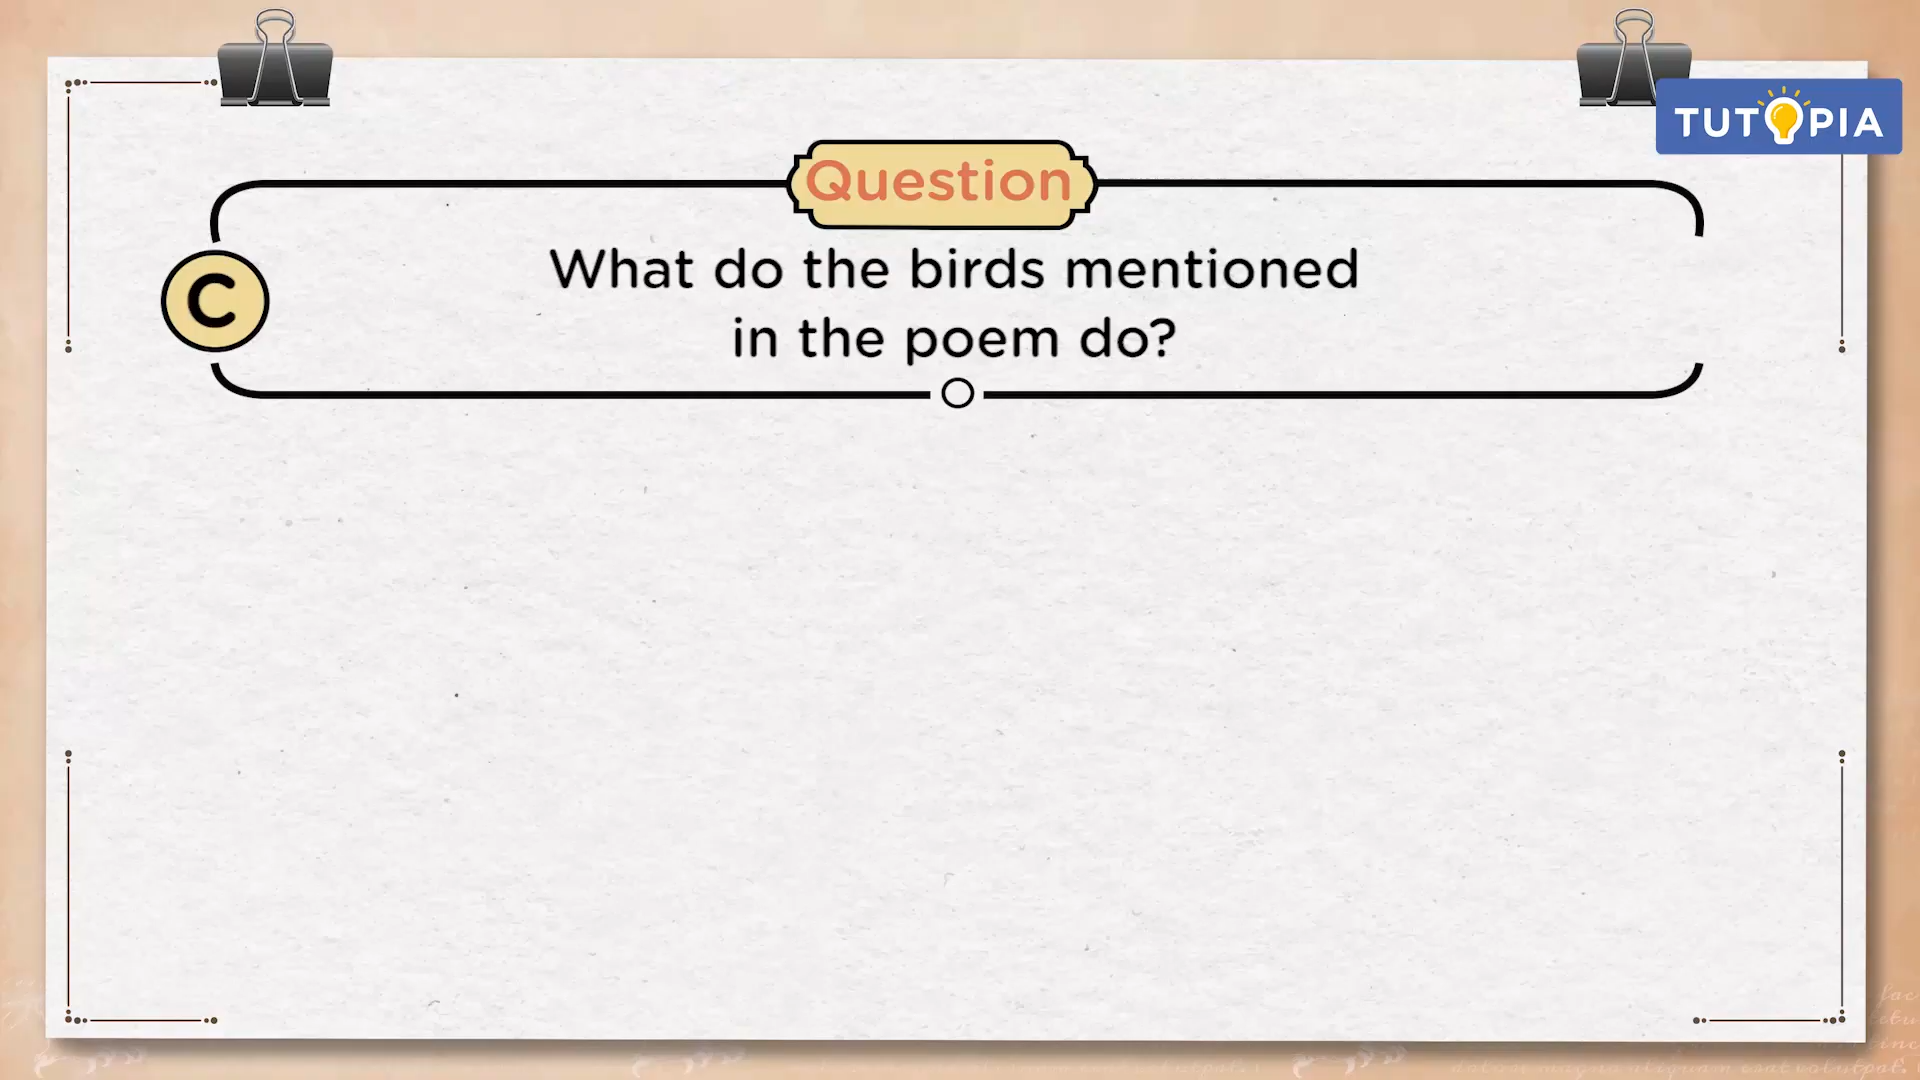 TUTOPIA
Question
C
What do the birds mentioned
in the poem do?